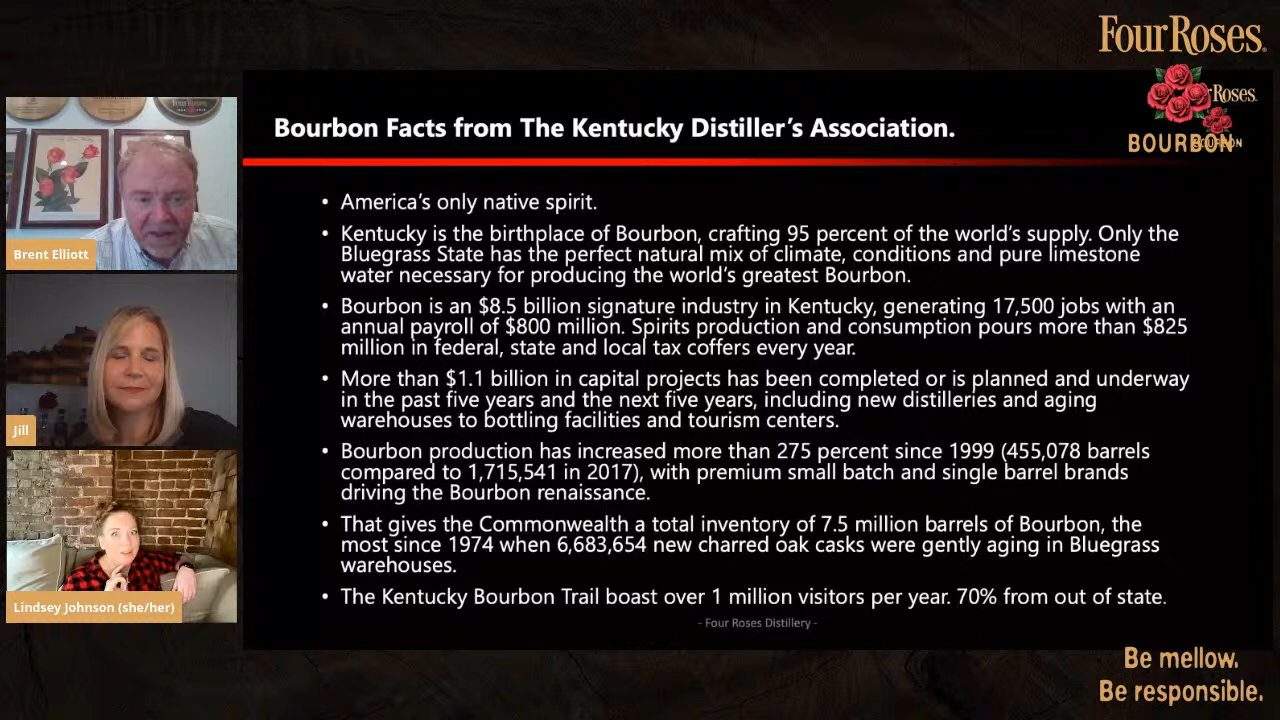 Four Roses.
Roses.
BOURBON
BOURBON
Bourbon Facts from The Kentucky Distiller’s Association.
• America’s only native spirit.
• Kentucky is the birthplace of Bourbon, crafting 95 percent of the world’s supply. Only the
Bluegrass State has the perfect natural mix of climate, conditions and pure limestone
water necessary for producing the world’s greatest Bourbon.
• Bourbon is an $8.5 billion signature industry in Kentucky, generating 17,500 jobs with an
annual payroll of $800 million. Spirits production and consumption pours more than $825
million in federal, state and local tax coffers every year.
• More than $1.1 billion in capital projects has been completed or is planned and underway
in the past five years and the next five years, including new distilleries and aging
warehouses to bottling facilities and tourism centers.
• Bourbon production has increased more than 275 percent since 1999 (455,078 barrels
compared to 1,715,541 in 2017), with premium small batch and single barrel brands
driving the Bourbon renaissance.
• That gives the Commonwealth a total inventory of 7.5 million barrels of Bourbon, the
most since 1974 when 6,683,654 new charred oak casks were gently aging in Bluegrass
warehouses.
• The Kentucky Bourbon Trail boast over 1 million visitors per year. 70% from out of state.
- Four Roses Distillery -
Four Roses
Brent Elliott
Jill
Lindsey Johnson (she/her)
Be mellow.
Be responsible.